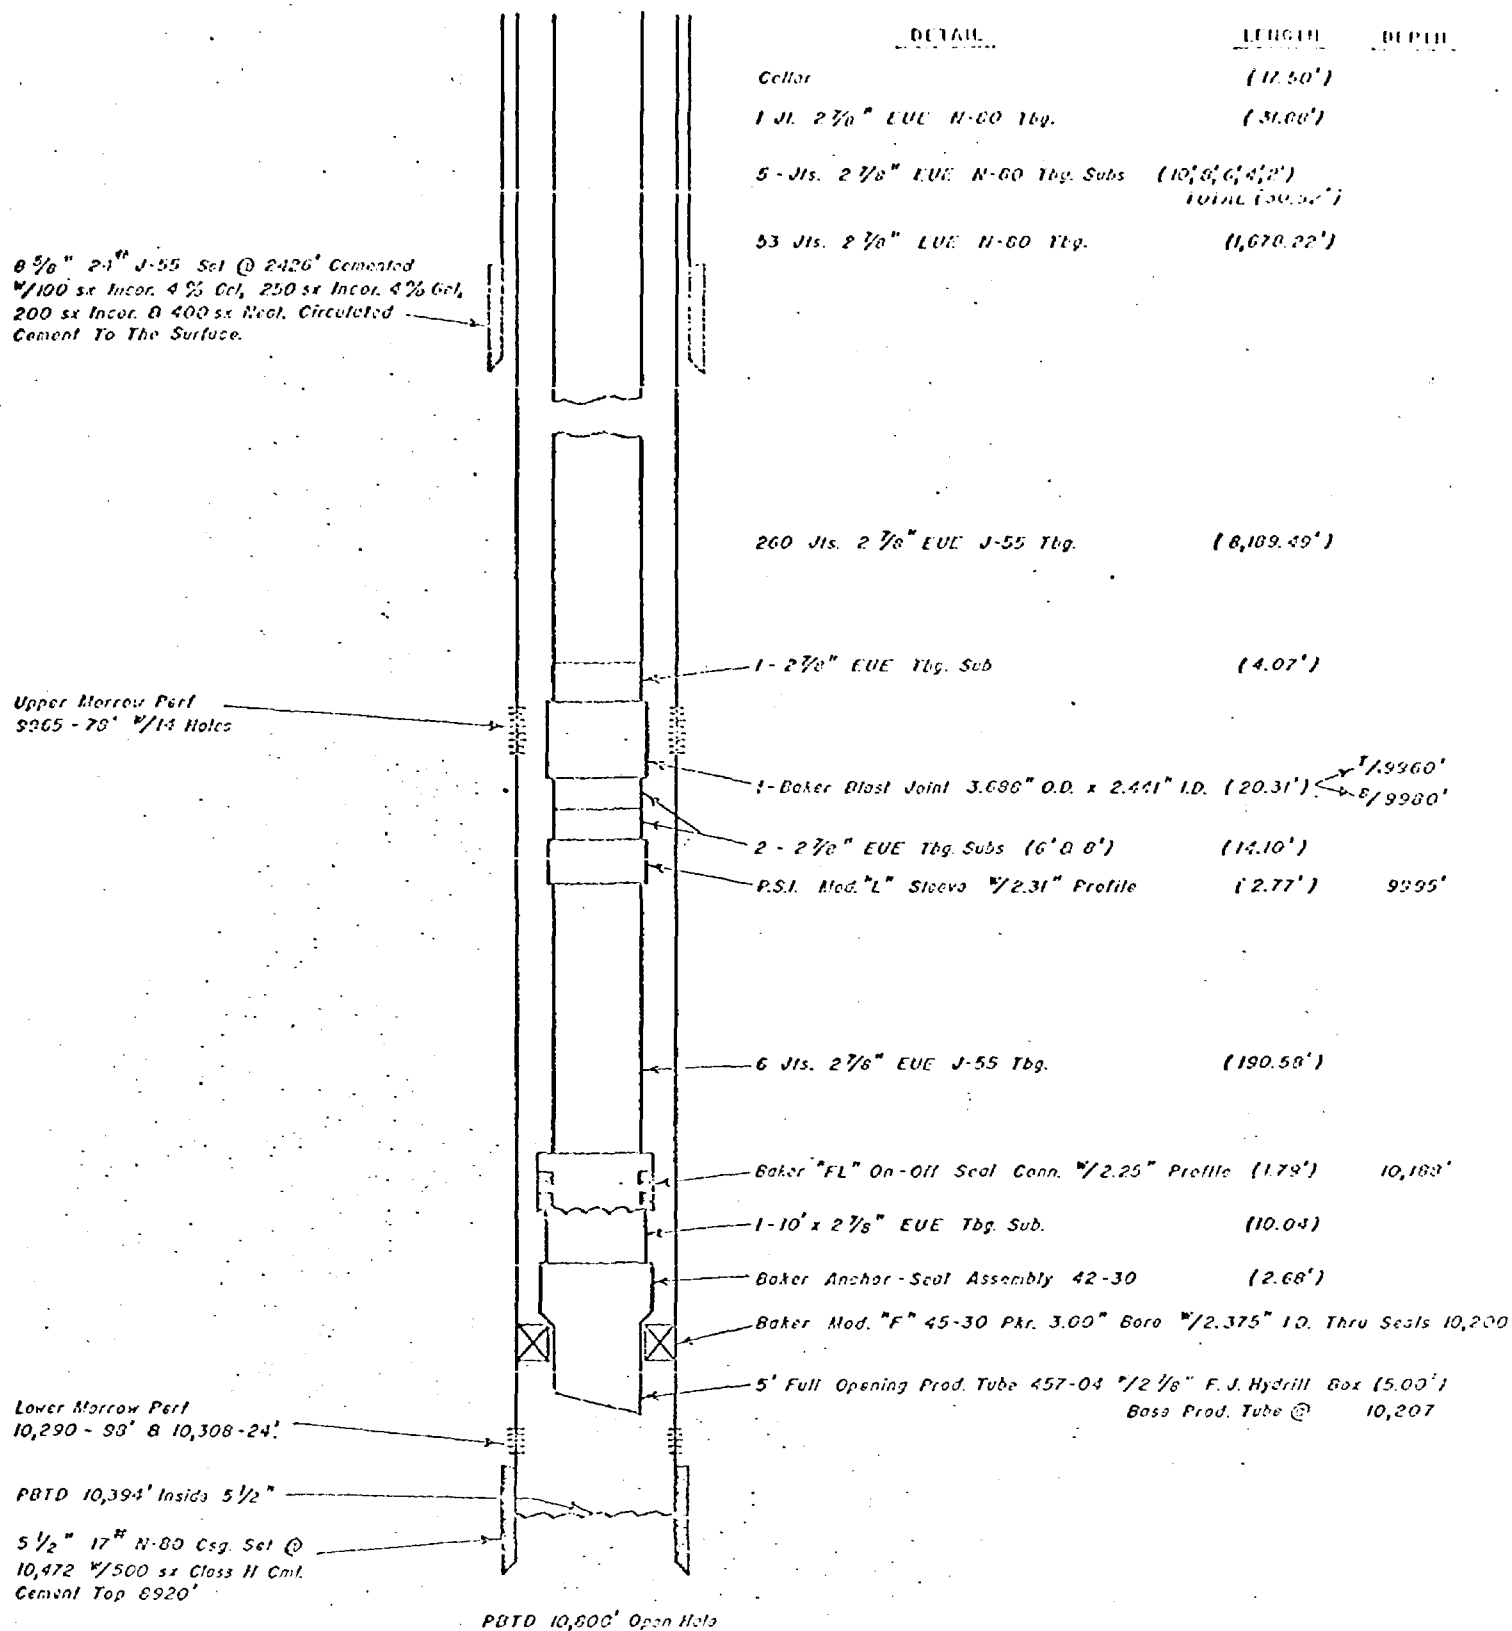 DETAIL LENGTH DEPTH
Cellar (17.50')
1 Jt. 2 7/8" EUE N-80 Tbg.
5-Jts. 2 7/8" EUE N-80 Tbg. Subs (10',8',6',4',2')
TOTAL (30.52')
53 Jts. 2 7/8" EUE N-80 Tbg. (1,678.22')
8 5/8" 24# J-55 Set @ 2426' Cemented
W/100 sx Incor. 4% Gel, 250 sx Incor. 4% Gel,
200 sx Incor. & 400 sx Neat. Circulated
Cement To The Surface.
260 Jts. 2 7/8" EUE J-55 Tbg. (8,189.49')
1-2 7/8" EUE Tbg. Sub (4.07')
Upper Morrow Perf
9965-78' W/14 Holes
1-Baker Blast Joint 3.686" O.D. x 2.441" I.D. (20.31') T/9960'
B/9980'
2 - 2 7/8" EUE Tbg. Subs (6' & 8') (14.10')
P.S.I. Mod. "L" Sleeve W/2.31" Profile (2.77') 9995'
6 Jts. 2 7/8" EUE J-55 Tbg. (190.58')
Baker "FL" On-Off Seal Conn. W/2.25" Profile (1.79') 10,188'
1-10' x 2 7/8" EUE Tbg. Sub. (10.04)
Baker Anchor-Seal Assembly 42-30 (2.68')
Baker Mod. "F" 45-30 Pkr. 3.00" Bore W/2.375" I.D. Thru Seals 10,200
5' Full Opening Prod. Tube 457-04 W/2 7/8" F.J. Hydrill Box (5.00')
Base Prod. Tube @ 10,207
Lower Morrow Perf
10,290 - 98' & 10,308-24'.
PBTD 10,394' Inside 5 1/2"
5 1/2" 17# N-80 Csg. Set @
10,472 W/500 sx Class H Cmt.
Cement Top 8920'
PBTD 10,800' Open Hole